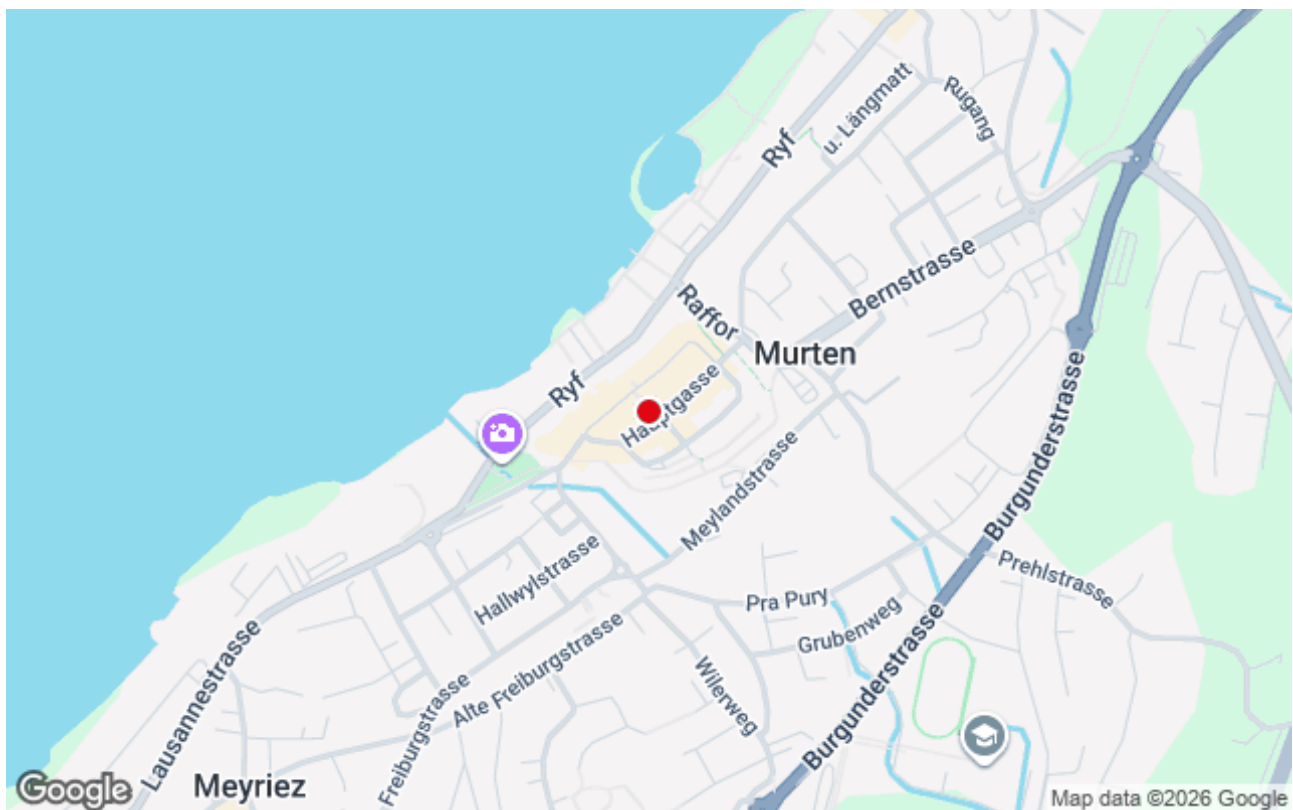 Rugang
u. Längmatt
Ryf
Bernstrasse
Raffor
Murten
Ryf
Hauptgasse
Burgunderstrasse
Meylandstrasse
Hallwylstrasse
Prehlstrasse
Pra Pury
Grubenweg
Lausannestrasse
Alte Freiburgstrasse
Wilerweg
Burgunderstrasse
Freiburgstrasse
Meyriez
Google
Map data ©2026 Google